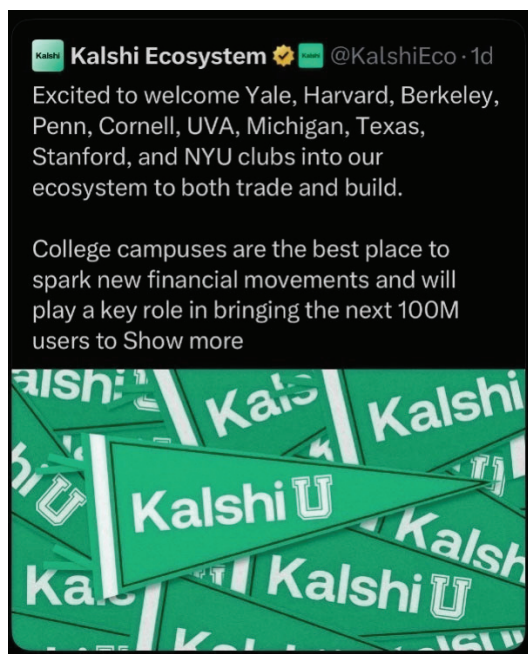 Kalshi
Kalshi Ecosystem Kalshi @KalshiEco · 1d
Excited to welcome Yale, Harvard, Berkeley,
Penn, Cornell, UVA, Michigan, Texas,
Stanford, and NYU clubs into our
ecosystem to both trade and build.
College campuses are the best place to
spark new financial movements and will
play a key role in bringing the next 100M
users to Show more
Kalshi
Kalshi U
Kalshi
Kalshi U